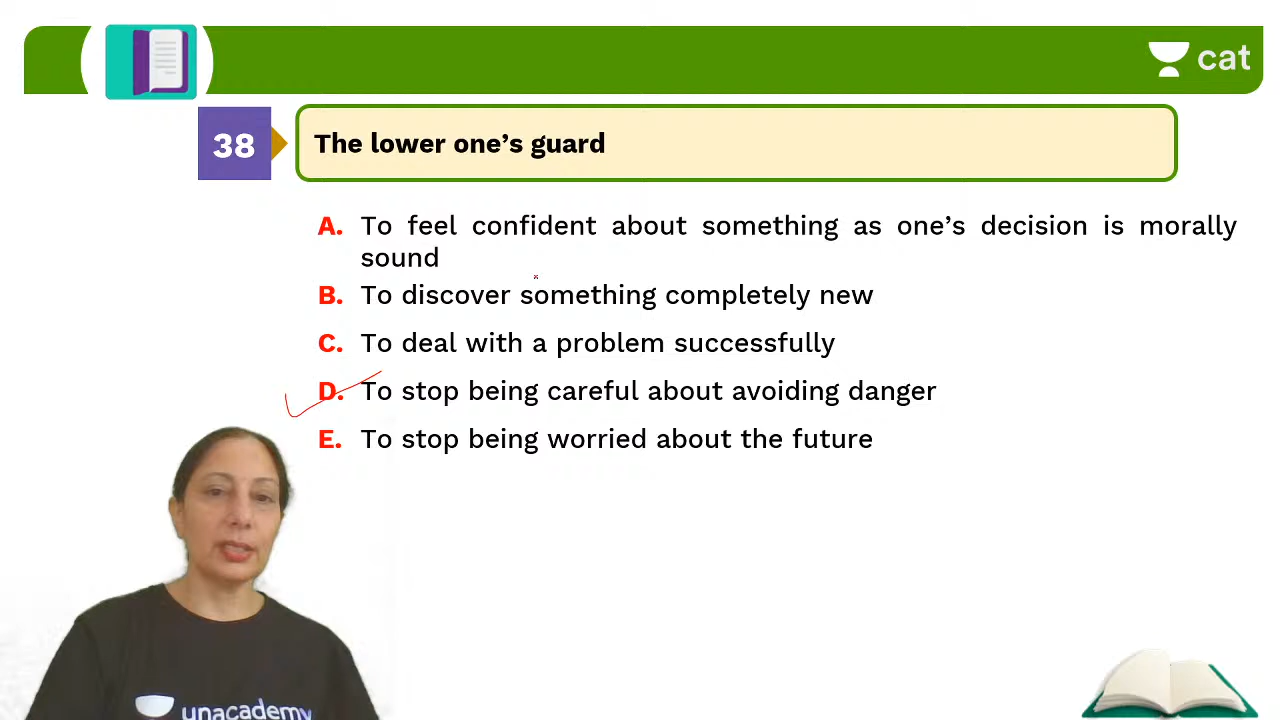 cat
38
The lower one's guard
A. To feel confident about something as one's decision is morally
sound
B. To discover something completely new
C. To deal with a problem successfully
D. To stop being careful about avoiding danger
E. To stop being worried about the future
unacademy